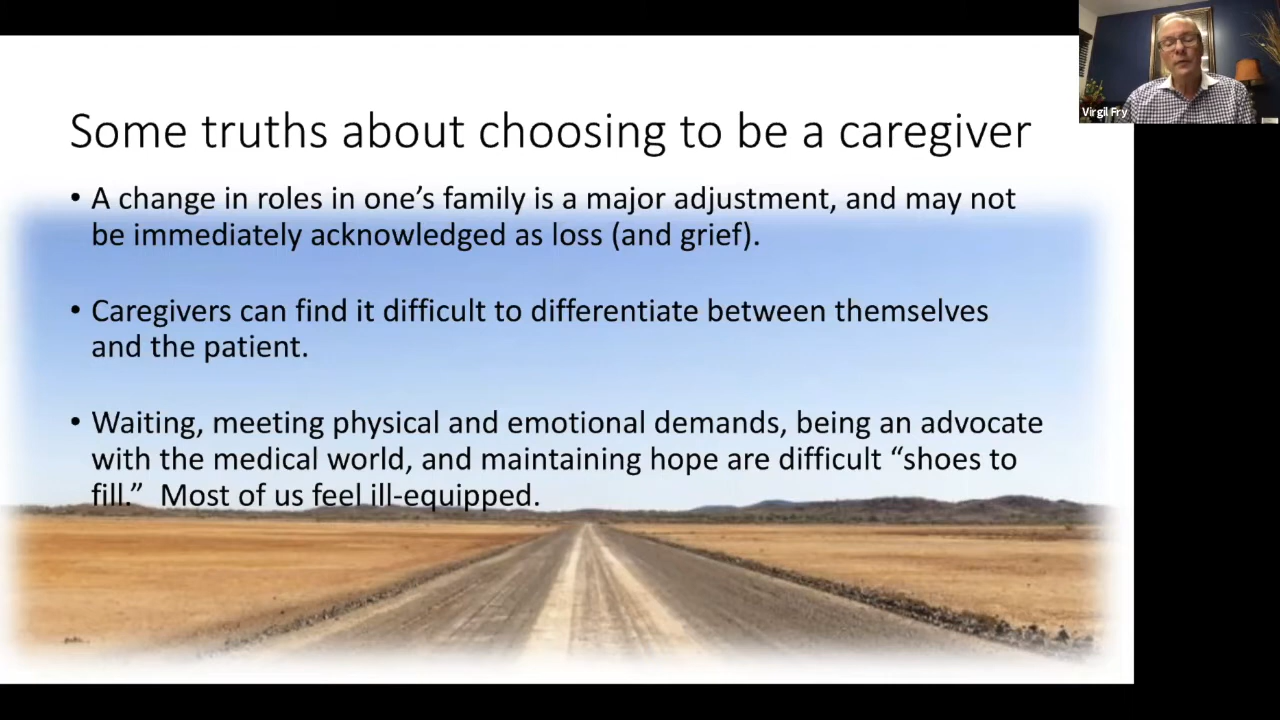 Some truths about choosing to be a caregiver
• A change in roles in one’s family is a major adjustment, and may not
be immediately acknowledged as loss (and grief).
• Caregivers can find it difficult to differentiate between themselves
and the patient.
• Waiting, meeting physical and emotional demands, being an advocate
with the medical world, and maintaining hope are difficult “shoes to
fill.”  Most of us feel ill-equipped.
Virgil Fry